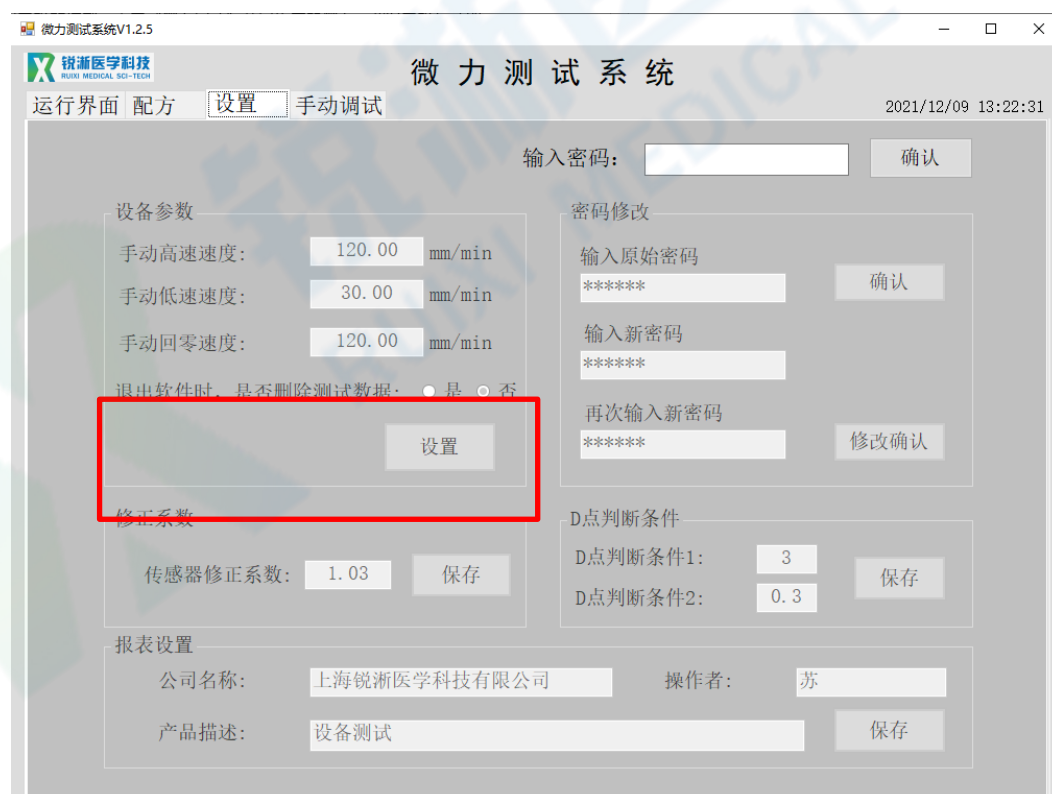 微力测试系统V1.2.5
锐淅医学科技
RUIXI MEDICAL SCI-TECH
微力测试系统
运行界面 配方 设置 手动调试
2021/12/09 13:22:31
输入密码: 确认
设备参数
手动高速速度: 120.00 mm/min
手动低速速度: 30.00 mm/min
手动回零速度: 120.00 mm/min
退出软件时,是否删除测试数据: 是 否
设置
密码修改
输入原始密码
****** 确认
输入新密码
******
再次输入新密码
****** 修改确认
修正系数
传感器修正系数: 1.03 保存
D点判断条件
D点判断条件1: 3
保存
D点判断条件2: 0.3
报表设置
公司名称: 上海锐淅医学科技有限公司 操作者: 苏
产品描述: 设备测试 保存
RUIXI MEDICAL